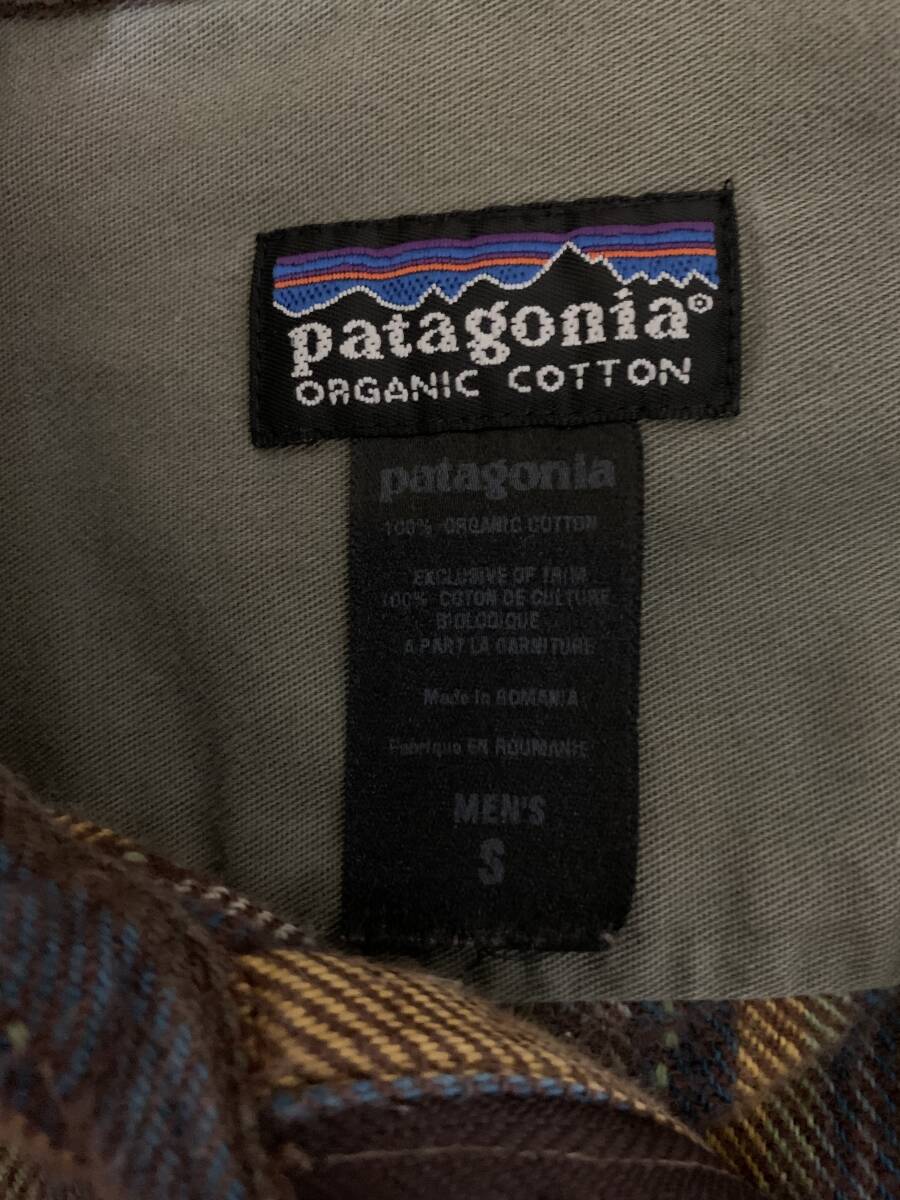 patagonia®
ORGANIC COTTON
patagonia
100% ORGANIC COTTON
EXCLUSIVE OF TRIM
100% COTON DE CULTURE
BIOLOGIQUE
A PART LA GARNITURE
Made in ROMANIA
Fabrique EN ROUMANIE
MEN'S
S